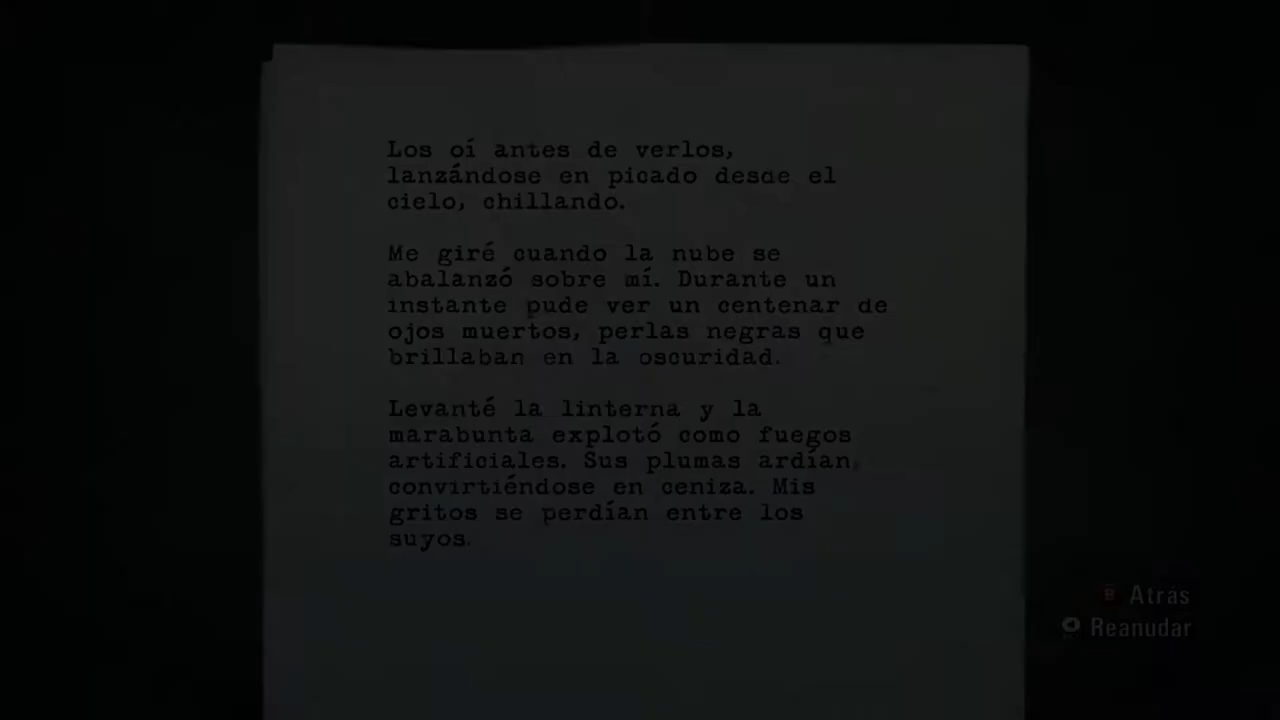 Los oí antes de verlos,
lanzándose en picado desde el
cielo, chillando.
Me giré cuando la nube se
abalanzó sobre mí. Durante un
instante pude ver un centenar de
ojos muertos, perlas negras que
brillaban en la oscuridad.
Levanté la linterna y la
marabunta explotó como fuegos
artificiales. Sus plumas ardían,
convirtiéndose en ceniza. Mis
gritos se perdían entre los
suyos.
B Atrás
Reanudar